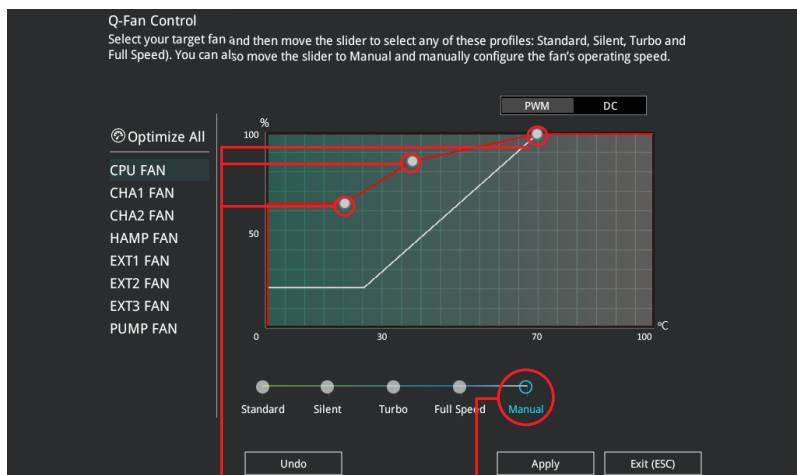 Q-Fan Control
Select your target fan and then move the slider to select any of these profiles: Standard, Silent, Turbo and
Full Speed). You can also move the slider to Manual and manually configure the fan's operating speed.
PWM DC
Optimize All
CPU FAN
CHA1 FAN
CHA2 FAN
HAMP FAN
EXT1 FAN
EXT2 FAN
EXT3 FAN
PUMP FAN
%
100
50
0 30 70 100 °C
Standard Silent Turbo Full Speed Manual
Undo Apply Exit (ESC)